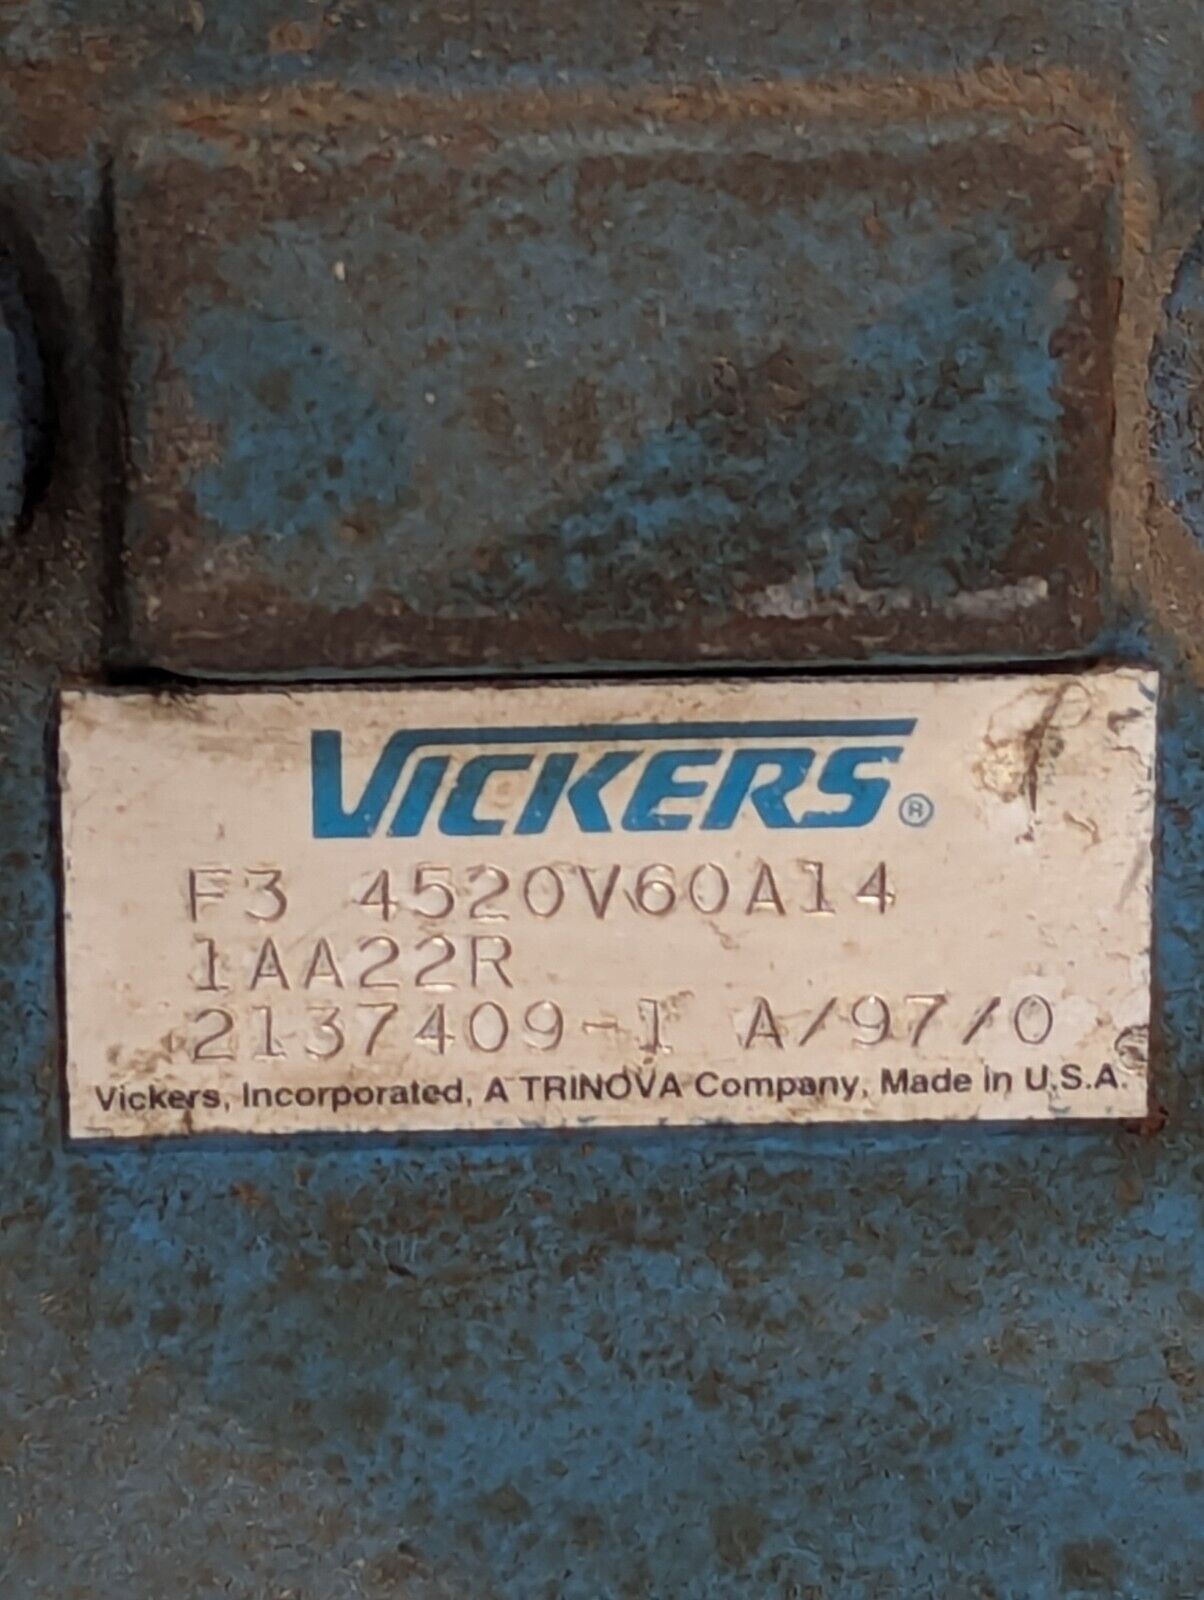 VICKERS®
F3 4520V60A14
1AA22R
2137409-1 A/97/0
Vickers, Incorporated, A TRINOVA Company, Made in U.S.A.